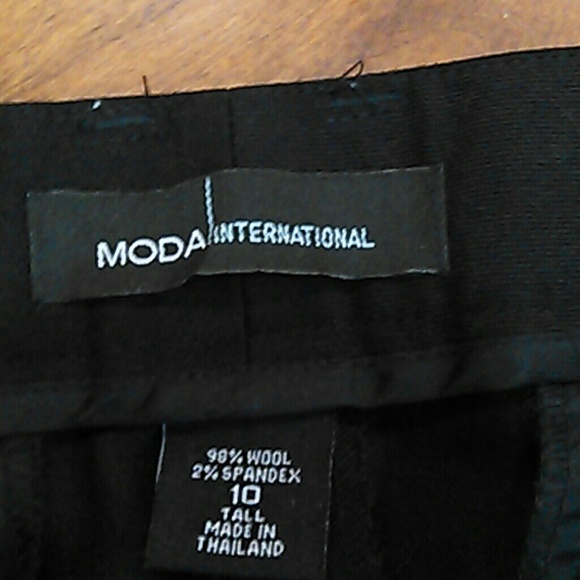 MODA INTERNATIONAL
98% WOOL
2% SPANDEX
10
TALL
MADE IN
THAILAND